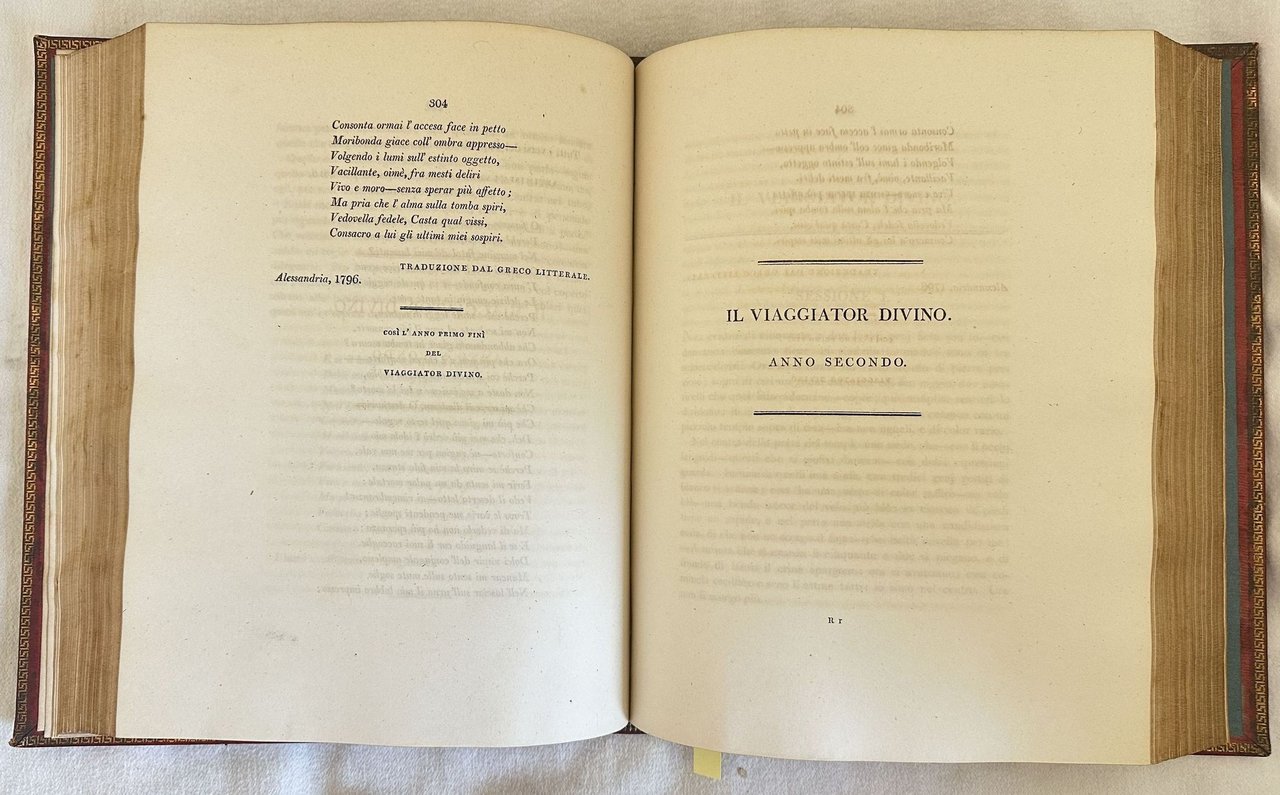 304
Consonta ormai l' accesa face in petto
Moribonda giace coll' ombra appresso—
Volgendo i lumi sull' estinto oggetto,
Vacillante, oimè, fra mesti deliri
Vivo e moro—senza sperar più affetto;
Ma pria che l' alma sulla tomba spiri,
Vedovella fedele, Casta qual vissi,
Consacro a lui gli ultimi miei sospiri.
TRADUZIONE DAL GRECO LITTERALE.
Alessandria, 1796.
COSÌ L' ANNO PRIMO FINÌ
DEL
VIAGGIATOR DIVINO.
IL VIAGGIATOR DIVINO.
ANNO SECONDO.
R r